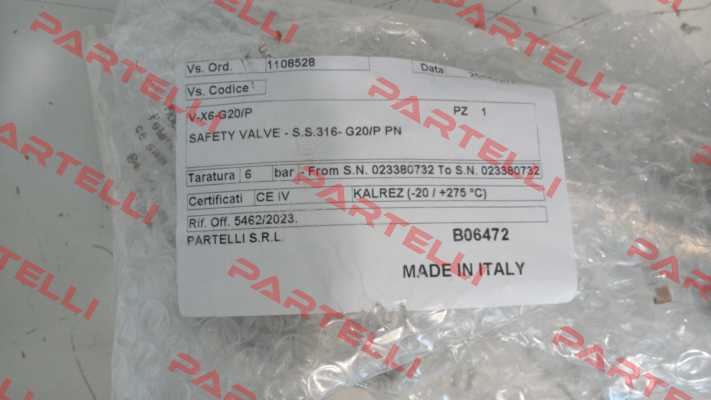 Vs. Ord. 1108528 Data
Vs. Codice
V-X6-G20/P PZ 1
SAFETY VALVE - S.S.316- G20/P PN
Taratura 6 bar - From S.N. 023380732 To S.N. 023380732
Certificati CE IV KALREZ (-20 / +275 °C)
Rif. Off. 5462/2023.
PARTELLI S.R.L. B06472
MADE IN ITALY
PARTELLI
PARTELLI
PARTELLI
PARTELLI
PARTELLI
PARTELLI
PARTELLI